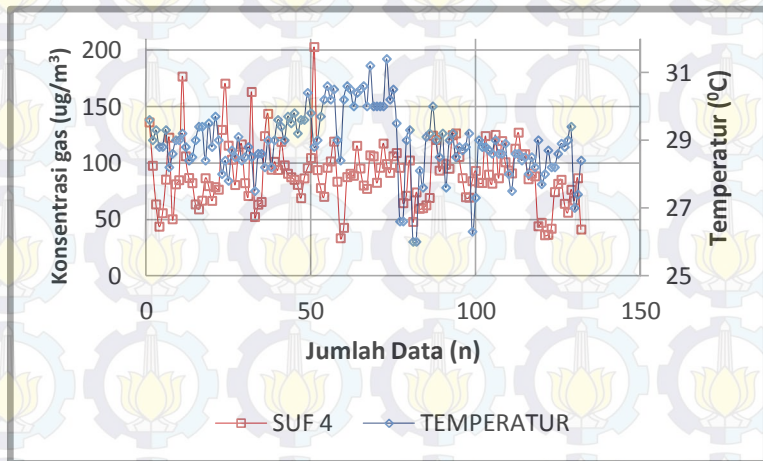 Konsentrasi gas (ug/m³)
200
150
100
50
0
31
29
27
25
Temperatur (⁰C)
0
50
100
150
Jumlah Data (n)
SUF 4
TEMPERATUR